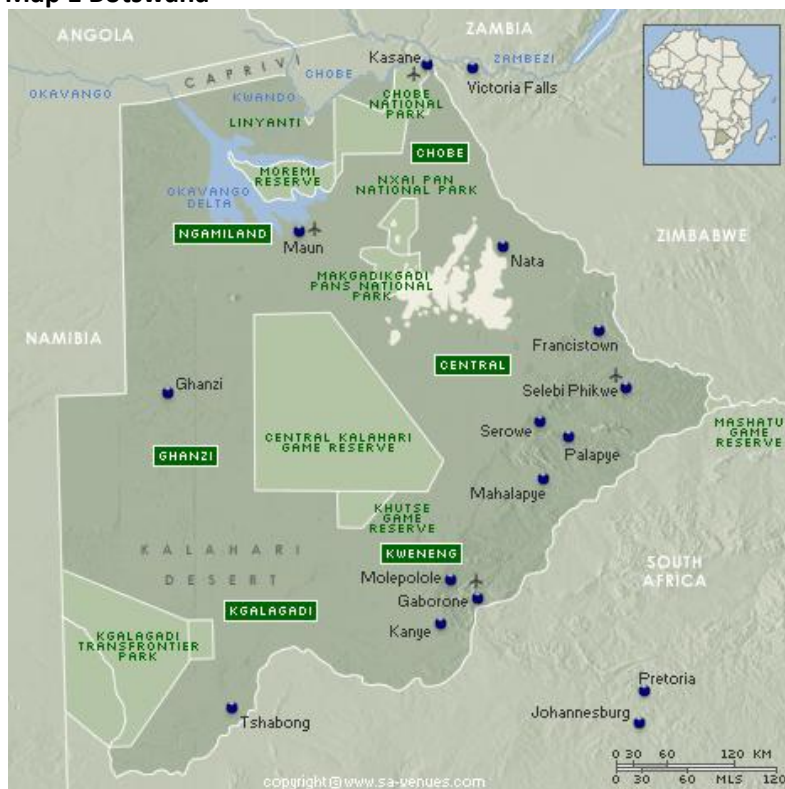 Map 1 Botswana
ANGOLA
ZAMBIA
Kasane
CAPRIVI
CHOBE
ZAMBEZI
OKAVANGO
KWANDO
CHOBE
NATIONAL
PARK
Victoria Falls
LINYANTI
CHOBE
MOREMI
RESERVE
NXAI PAN
NATIONAL PARK
OKAVANGO
DELTA
NGAMILAND
Maun
ZIMBABWE
Nata
MAKGADIKGADI
PANS NATIONAL
PARK
NAMIBIA
Francistown
CENTRAL
Ghanzi
Selebi Phikwe
MASHATU
GAME
RESERVE
Serowe
CENTRAL KALAHARI
GAME RESERVE
Palapye
GHANZI
Mahalapye
KHUTSE
GAME
RESERVE
KALAHARI
DESERT
KWENENG
SOUTH
AFRICA
Molepolole
Gaborone
KGALAGADI
Kanye
KGALAGADI
TRANSFRONTIER
PARK
Pretoria
Tshabong
Johannesburg
0 30 60 120 KM
0 30 60 MLS 120
copyright@www.sa-venues.com